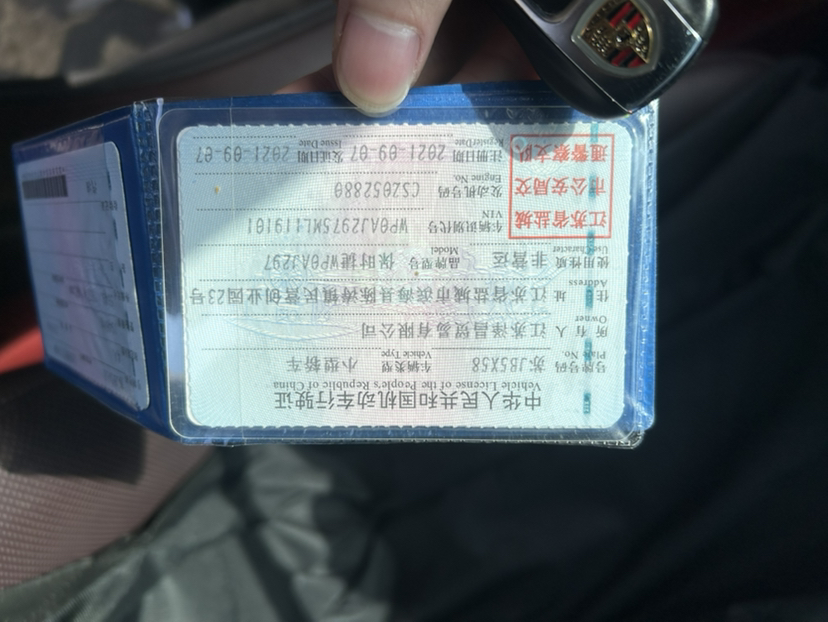 中华人民共和国机动车行驶证
Vehicle License of the People's Republic of China
号牌号码 苏JB5X58 车辆类型 小型轿车
Plate No. Vehicle Type
所有人 江苏泽昌贸易有限公司
Owner
住址 江苏省盐城市滨海县陈涛镇民营创业园23号
Address
使用性质 非营运 品牌型号 保时捷WP0AJ297
Use Character Model
江苏省盐城
市公安局交
通警察支队
车辆识别代号 WP0AJ2975ML119101
VIN
发动机号码 CSZ052880
Engine No.
注册日期 2021-09-07 发证日期 2021-09-07
Register Date Issue Date